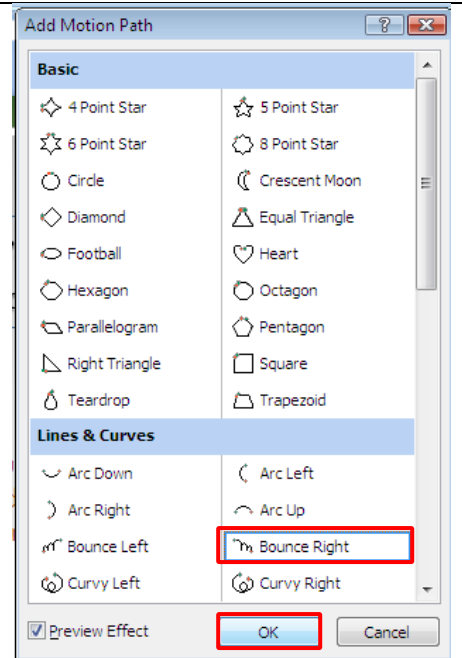 Add Motion Path
Basic
4 Point Star 5 Point Star
6 Point Star 8 Point Star
Circle Crescent Moon
Diamond Equal Triangle
Football Heart
Hexagon Octagon
Parallelogram Pentagon
Right Triangle Square
Teardrop Trapezoid
Lines & Curves
Arc Down Arc Left
Arc Right Arc Up
Bounce Left Bounce Right
Curvy Left Curvy Right
Preview Effect OK Cancel